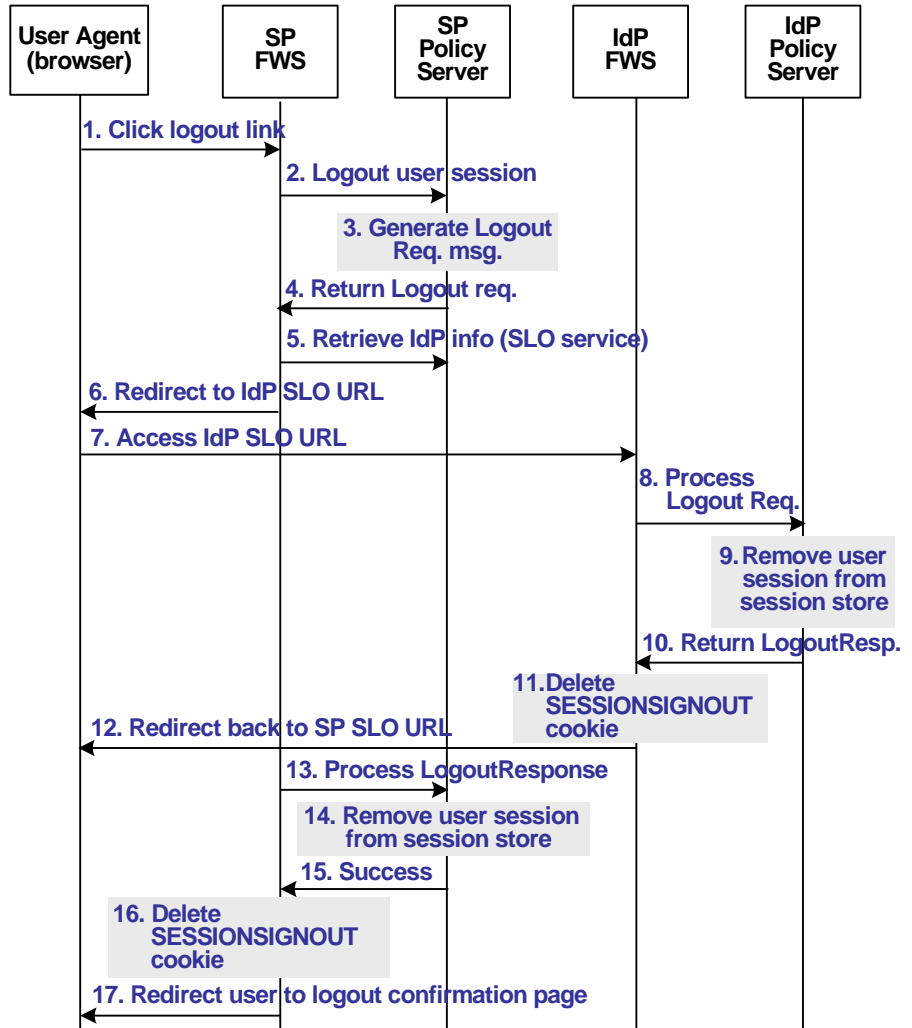 User Agent
(browser)
SP
FWS
SP
Policy
Server
IdP
FWS
IdP
Policy
Server
1. Click logout link
2. Logout user session
3. Generate Logout
Req. msg.
4. Return Logout req.
5. Retrieve IdP info (SLO service)
6. Redirect to IdP SLO URL
7. Access IdP SLO URL
8. Process
Logout Req.
9. Remove user
session from
session store
10. Return LogoutResp.
11.Delete
SESSIONSIGNOUT
cookie
12. Redirect back to SP SLO URL
13. Process LogoutResponse
14. Remove user session
from session store
15. Success
16. Delete
SESSIONSIGNOUT
cookie
17. Redirect user to logout confirmation page